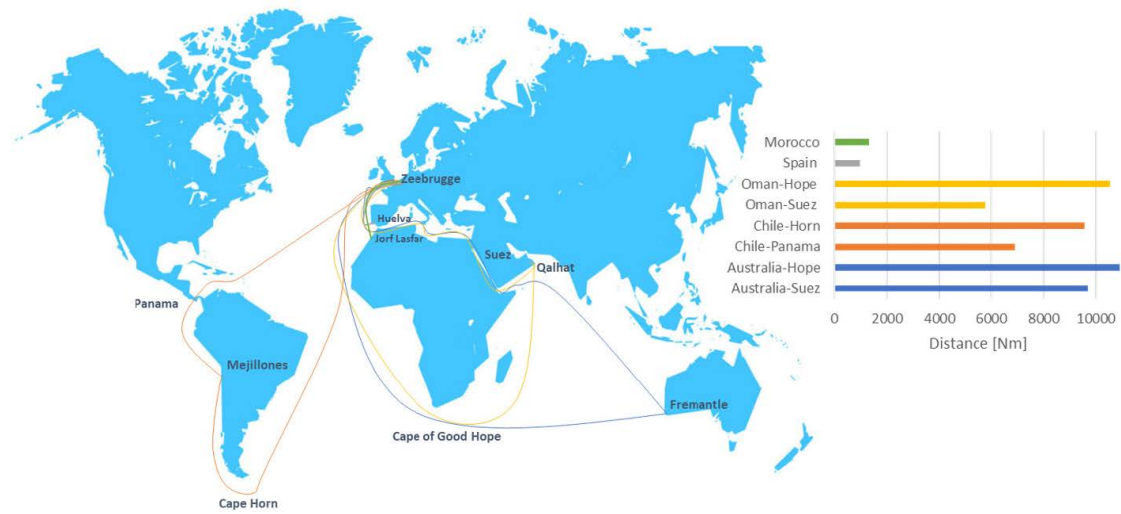 Zeebrugge
Huelva
Jorf Lasfar
Suez
Qalhat
Panama
Mejillones
Fremantle
Cape of Good Hope
Cape Horn
Morocco
Spain
Oman-Hope
Oman-Suez
Chile-Horn
Chile-Panama
Australia-Hope
Australia-Suez
0 2000 4000 6000 8000 10000
Distance [Nm]